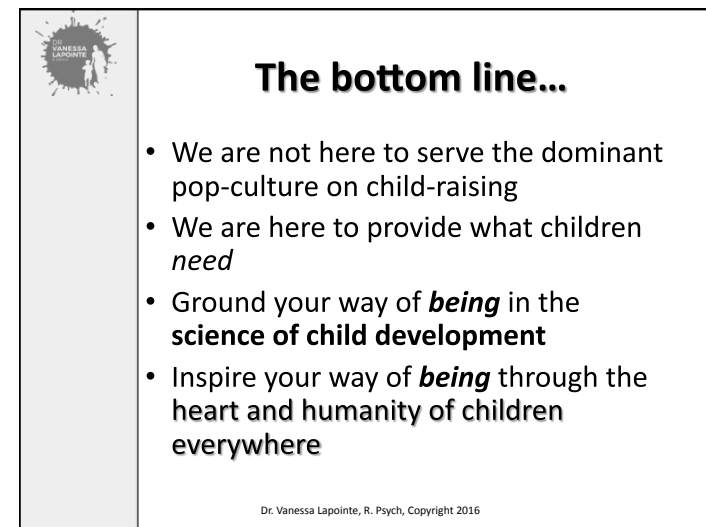 DR
VANESSA
LAPOINTE
The bottom line...
• We are not here to serve the dominant
pop-culture on child-raising
• We are here to provide what children
need
• Ground your way of being in the
science of child development
• Inspire your way of being through the
heart and humanity of children
everywhere
Dr. Vanessa Lapointe, R. Psych, Copyright 2016